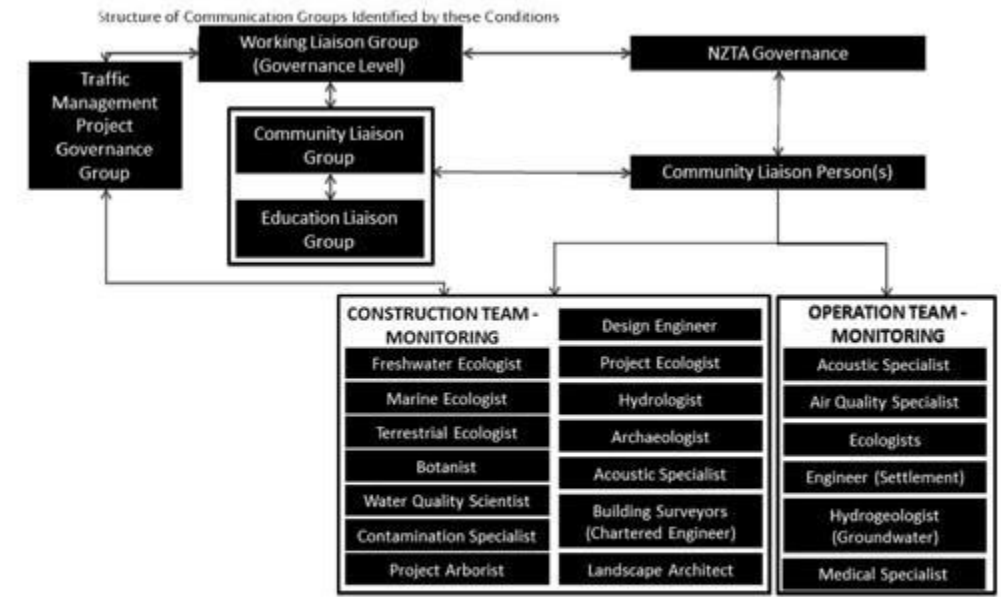 Structure of Communication Groups Identified by these Conditions
Working Liaison Group
(Governance Level)
NZTA Governance
Traffic
Management
Project
Governance
Group
Community Liaison
Group
Community Liaison Person(s)
Education Liaison
Group
CONSTRUCTION TEAM -
MONITORING
Freshwater Ecologist
Marine Ecologist
Terrestrial Ecologist
Botanist
Water Quality Scientist
Contamination Specialist
Project Arborist
Design Engineer
Project Ecologist
Hydrologist
Archaeologist
Acoustic Specialist
Building Surveyors
(Chartered Engineer)
Landscape Architect
OPERATION TEAM -
MONITORING
Acoustic Specialist
Air Quality Specialist
Ecologists
Engineer (Settlement)
Hydrogeologist
(Groundwater)
Medical Specialist